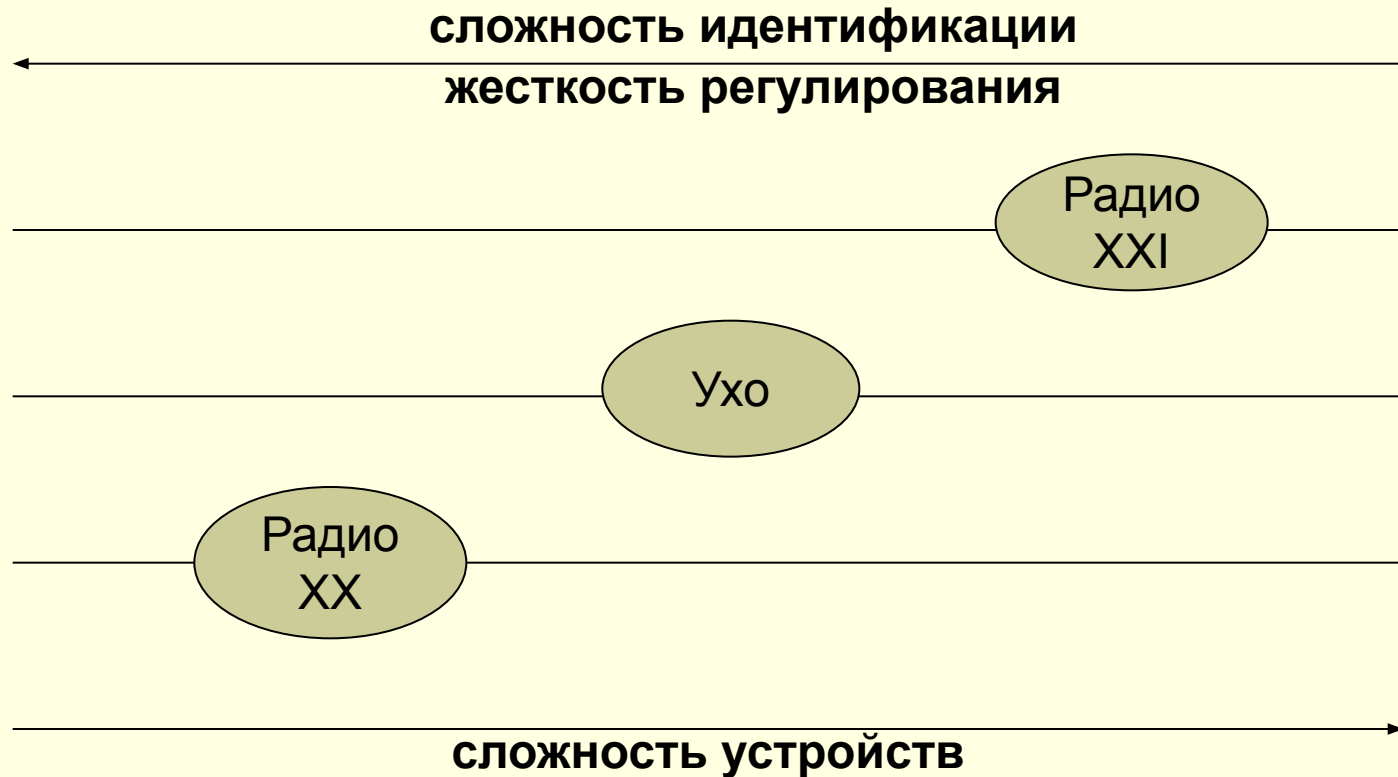 сложность идентификации
жесткость регулирования
Радио
XXI
Ухо
Радио
XX
сложность устройств